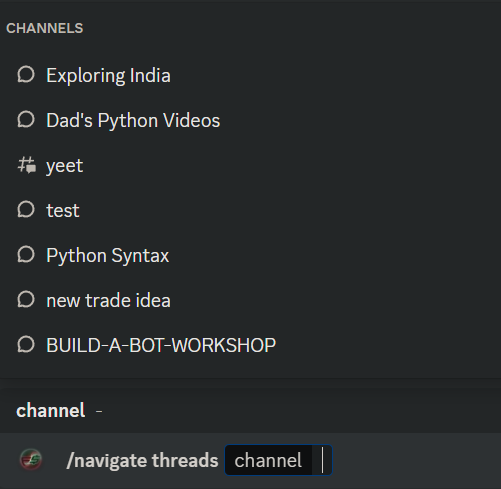 CHANNELS
Exploring India
Dad's Python Videos
yeet
test
Python Syntax
new trade idea
BUILD-A-BOT-WORKSHOP
channel -
/navigate threads channel